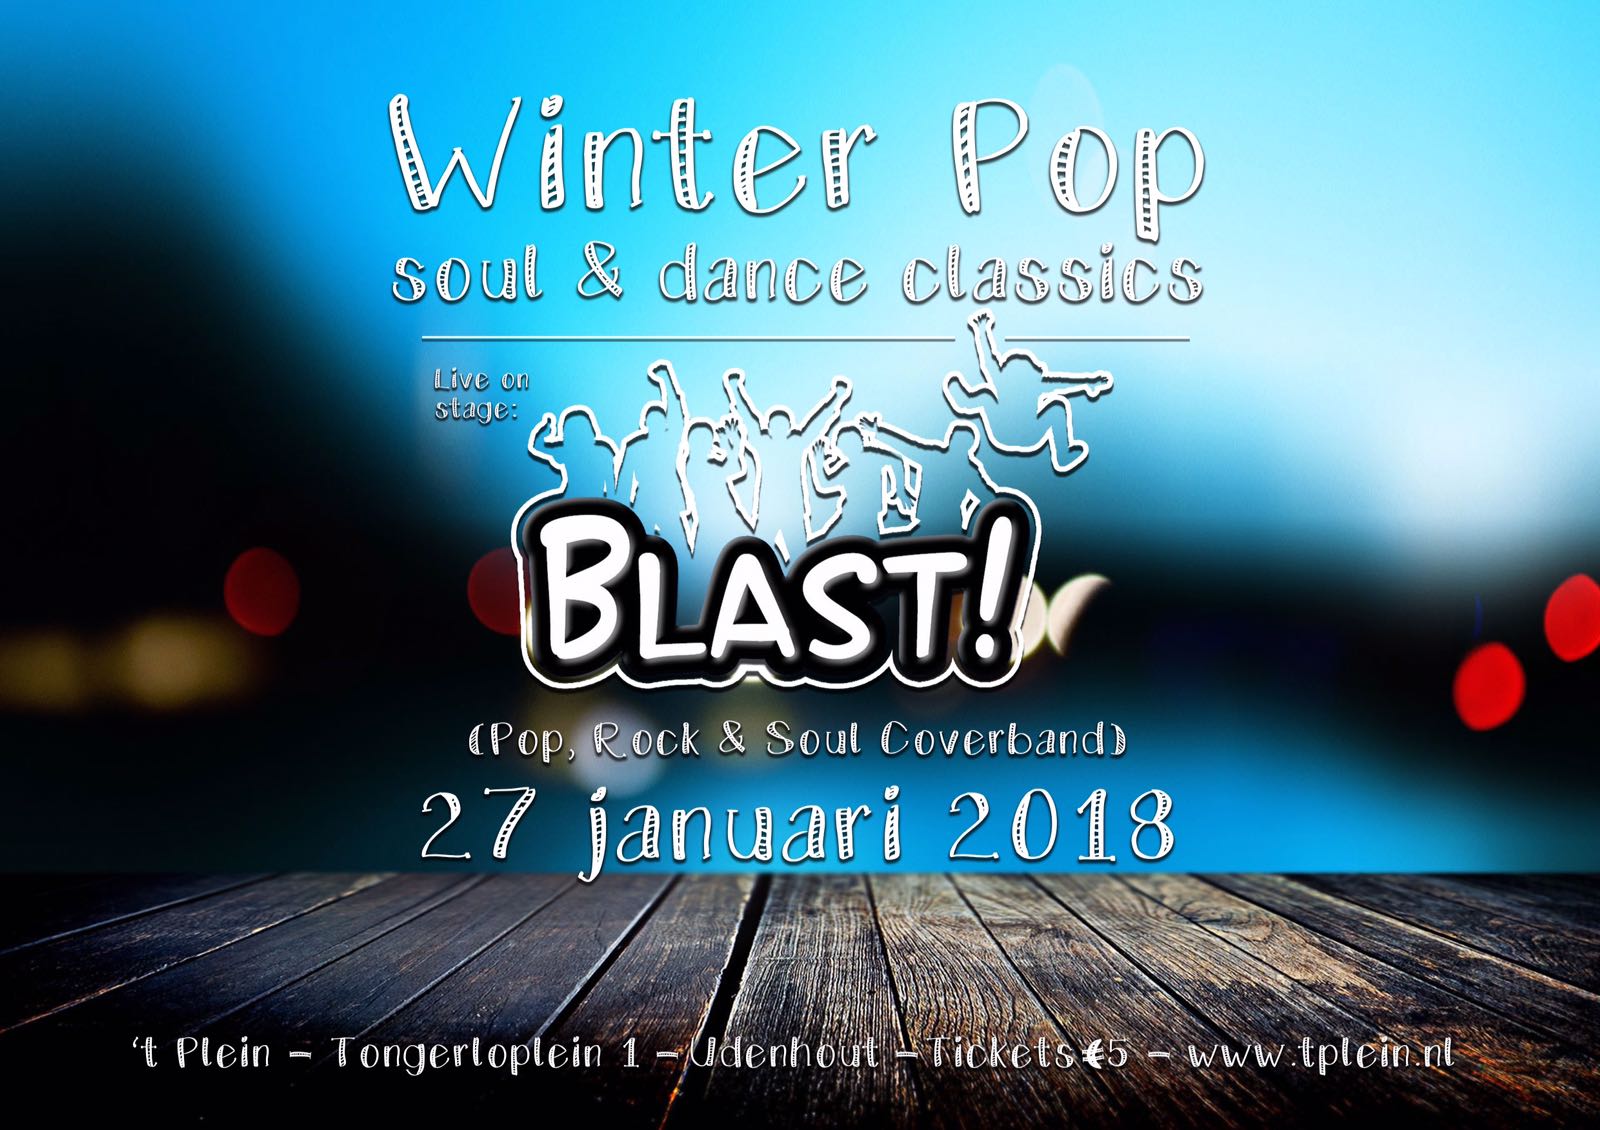 Winter Pop
soul & dance classics
Live on
stage:
BLAST!
(Pop, Rock & Soul Coverband)
27 januari 2018
't Plein - Tongerloplein 1 - Udenhout - Tickets €5 - www.tplein.nl